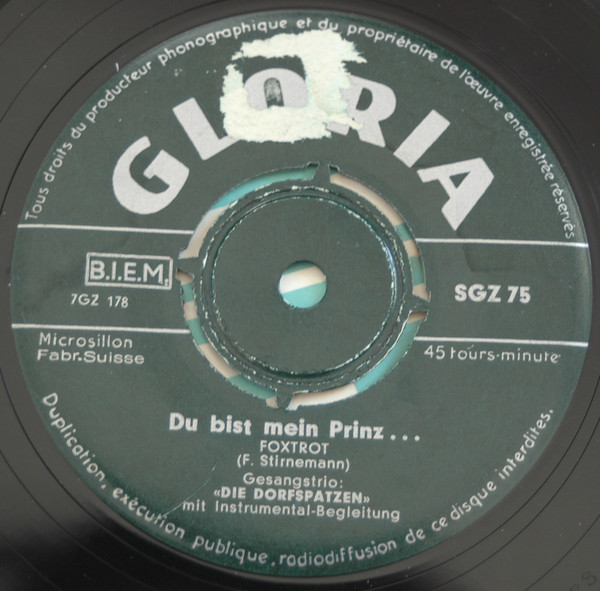 Tous droits du producteur phonographique et du propriétaire de l'œuvre enregistrée réservés
GLORIA
B.I.E.M.
7GZ 178
SGZ 75
Microsillon
Fabr.Suisse
45 tours-minute
Du bist mein Prinz...
FOXTROT
(F. Stirnemann)
Gesangstrio:
«DIE DORFSPATZEN»
mit Instrumental-Begleitung
Duplication, exécution publique, radiodiffusion de ce disque interdites.